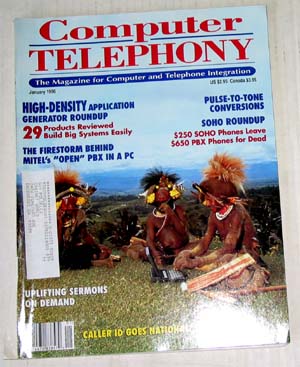 Computer
TELEPHONY
The Magazine for Computer and Telephone Integration
January 1996
US $2.95 Canada $3.95
HIGH-DENSITY APPLICATION
GENERATOR ROUNDUP
29 Products Reviewed
Build Big Systems Easily
THE FIRESTORM BEHIND
MITEL'S "OPEN" PBX IN A PC
PULSE-TO-TONE
CONVERSIONS
SOHO ROUNDUP
$250 SOHO Phones Leave
$650 PBX Phones for Dead
UPLIFYING SERMONS
ON DEMAND
CALLER ID GOES NATIONAL